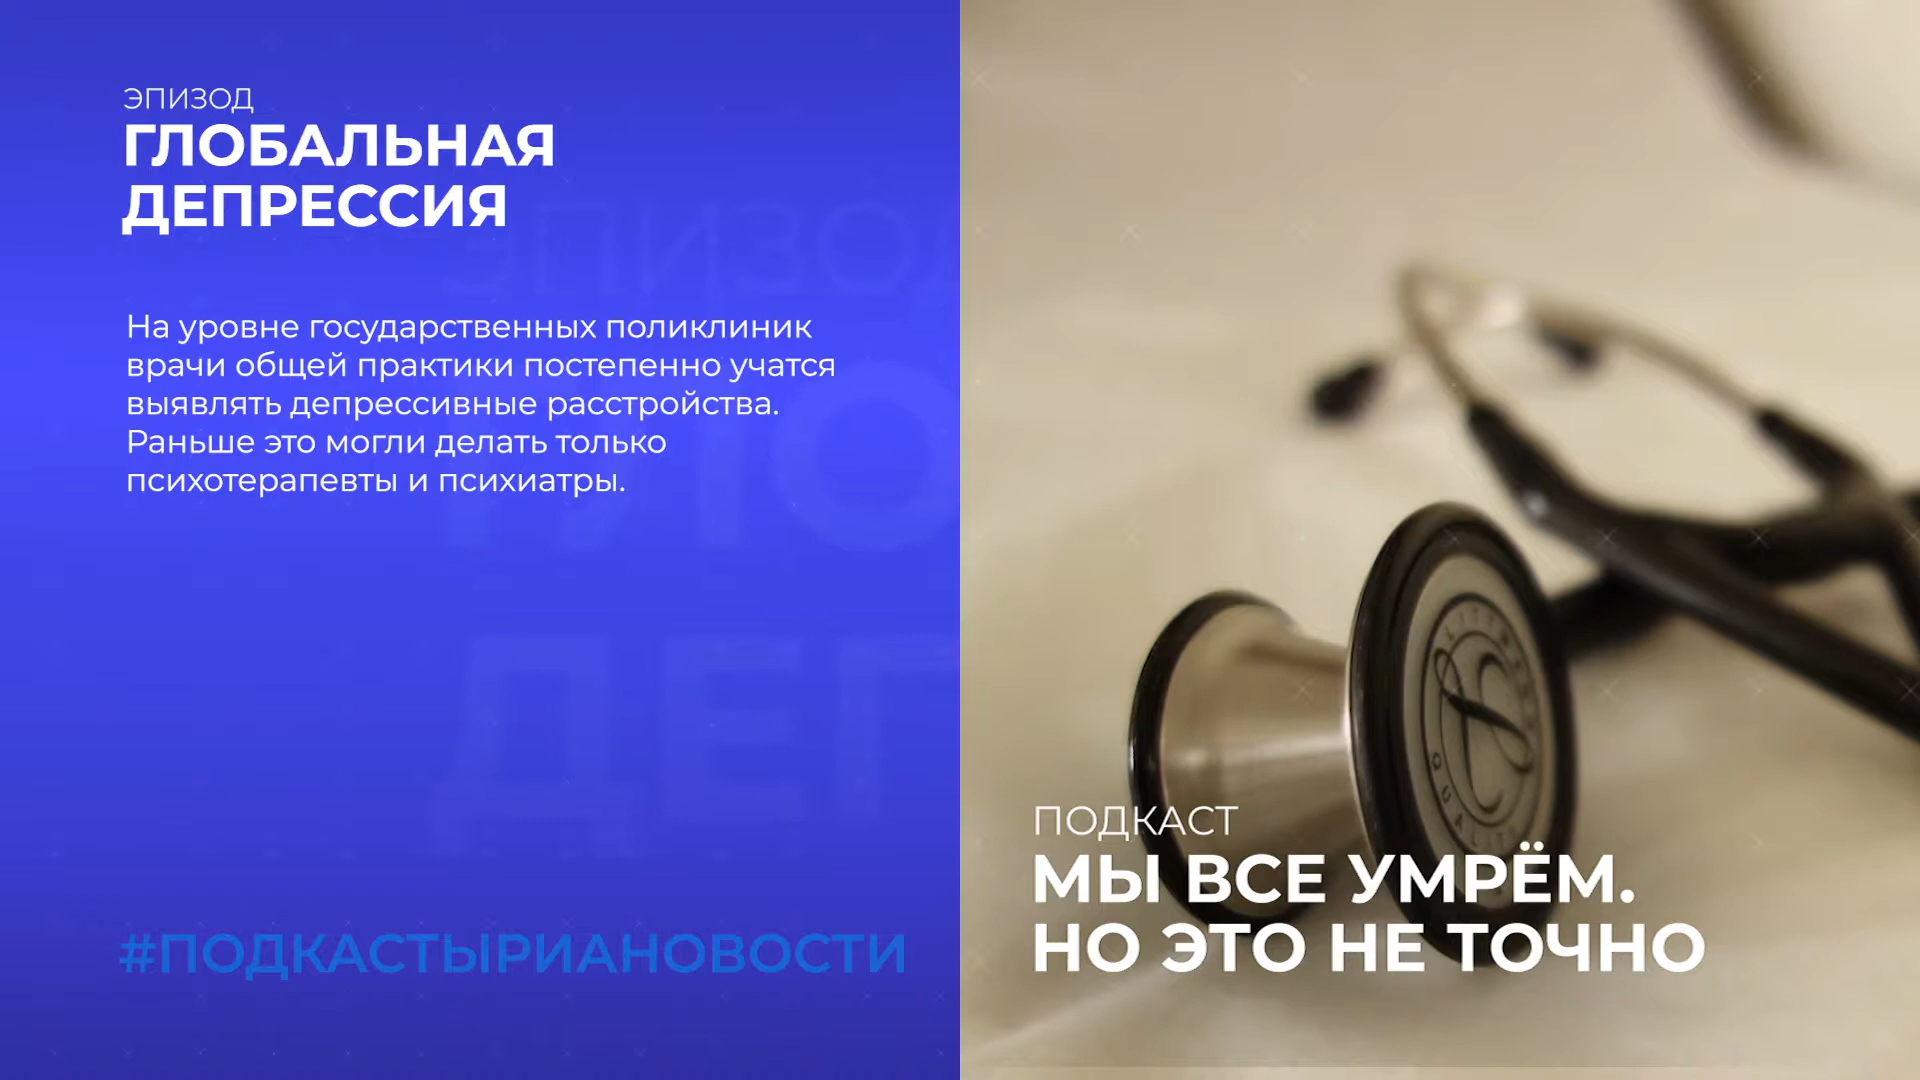 ЭПИЗОД
ГЛОБАЛЬНАЯ
ДЕПРЕССИЯ
На уровне государственных поликлиник
врачи общей практики постепенно учатся
выявлять депрессивные расстройства.
Раньше это могли делать только
психотерапевты и психиатры.
#ПОДКАСТЫРИАНОВОСТИ
ПОДКАСТ
МЫ ВСЕ УМРЁМ.
НО ЭТО НЕ ТОЧНО
QUALITY